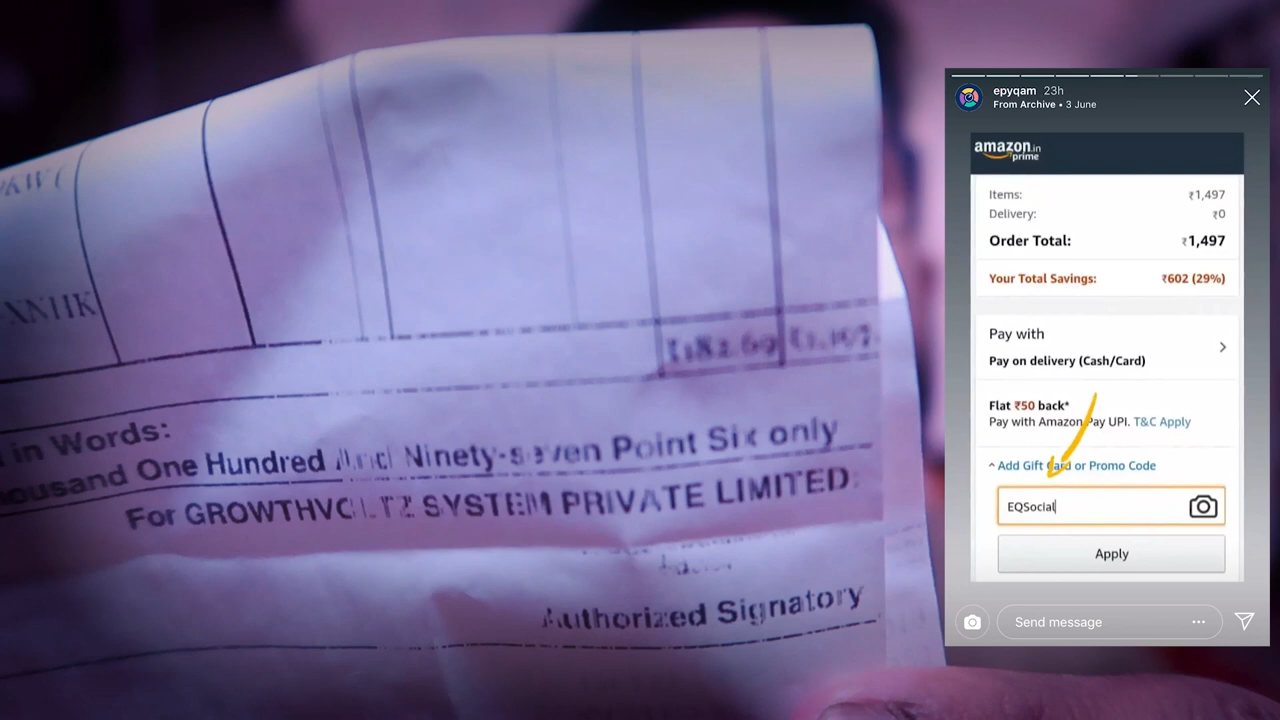 in Words:
One Hundred And Ninety-seven Point Six only
For GROWTHVOLTZ SYSTEM PRIVATE LIMITED:
Authorized Signatory
epyqam 23h
From Archive • 3 June
amazon.in
prime
Items: ₹1,497
Delivery: ₹0
Order Total: ₹1,497
Your Total Savings: ₹602 (29%)
Pay with
Pay on delivery (Cash/Card)
Flat ₹50 back*
Pay with Amazon Pay UPI. T&C Apply
Add Gift Card or Promo Code
EQSocial
Apply
Send message